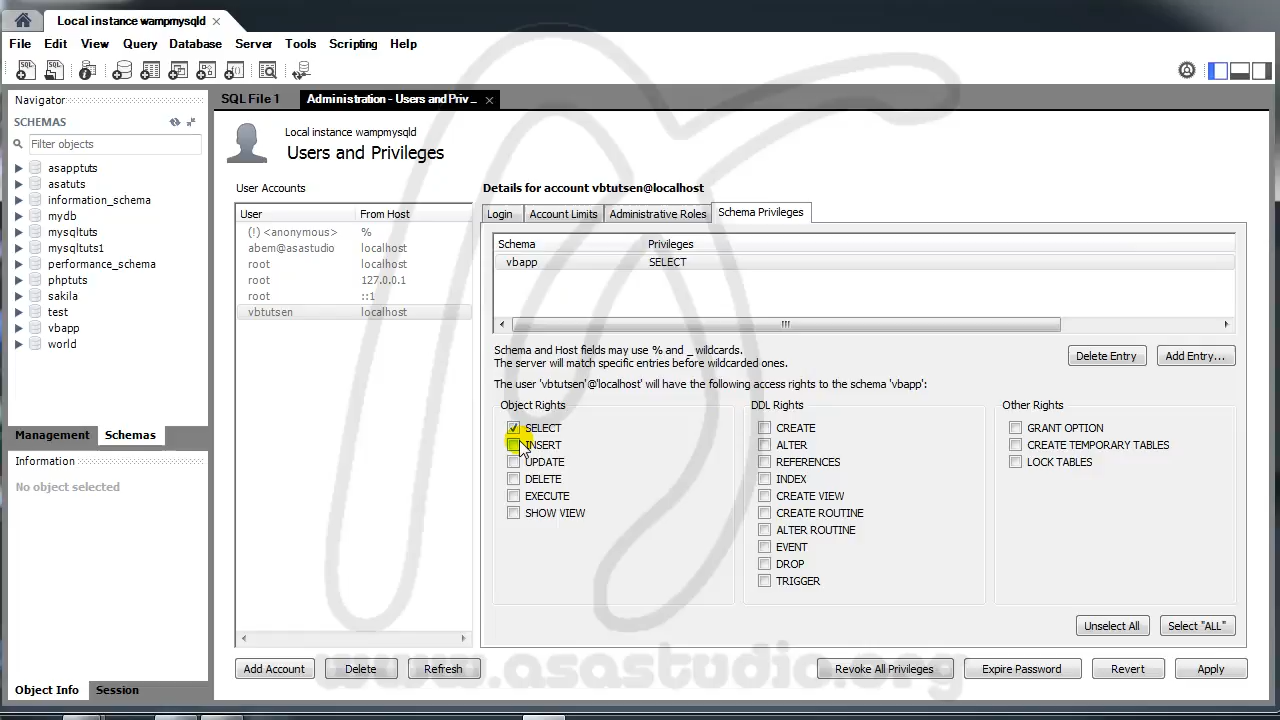 Local instance wampmysqld
File Edit View Query Database Server Tools Scripting Help
Navigator
SCHEMAS
Filter objects
asapptuts
asatuts
information_schema
mydb
mysqltuts
mysqltuts1
performance_schema
phptuts
sakila
test
vbapp
world
Management Schemas
Information
No object selected
Object Info Session
SQL File 1 Administration - Users and Priv...
Local instance wampmysqld
Users and Privileges
User Accounts
User From Host
(!) <anonymous> %
abem@asastudio localhost
root localhost
root 127.0.0.1
root ::1
vbtutsen localhost
Add Account Delete Refresh
Details for account vbtutsen@localhost
Login Account Limits Administrative Roles Schema Privileges
Schema Privileges
vbapp SELECT
Schema and Host fields may use % and _ wildcards.
The server will match specific entries before wildcarded ones.
Delete Entry Add Entry...
The user 'vbtutsen'@'localhost' will have the following access rights to the schema 'vbapp':
Object Rights
SELECT
INSERT
UPDATE
DELETE
EXECUTE
SHOW VIEW
DDL Rights
CREATE
ALTER
REFERENCES
INDEX
CREATE VIEW
CREATE ROUTINE
ALTER ROUTINE
EVENT
DROP
TRIGGER
Other Rights
GRANT OPTION
CREATE TEMPORARY TABLES
LOCK TABLES
Unselect All Select "ALL"
Revoke All Privileges Expire Password Revert Apply
www.asastudio.org